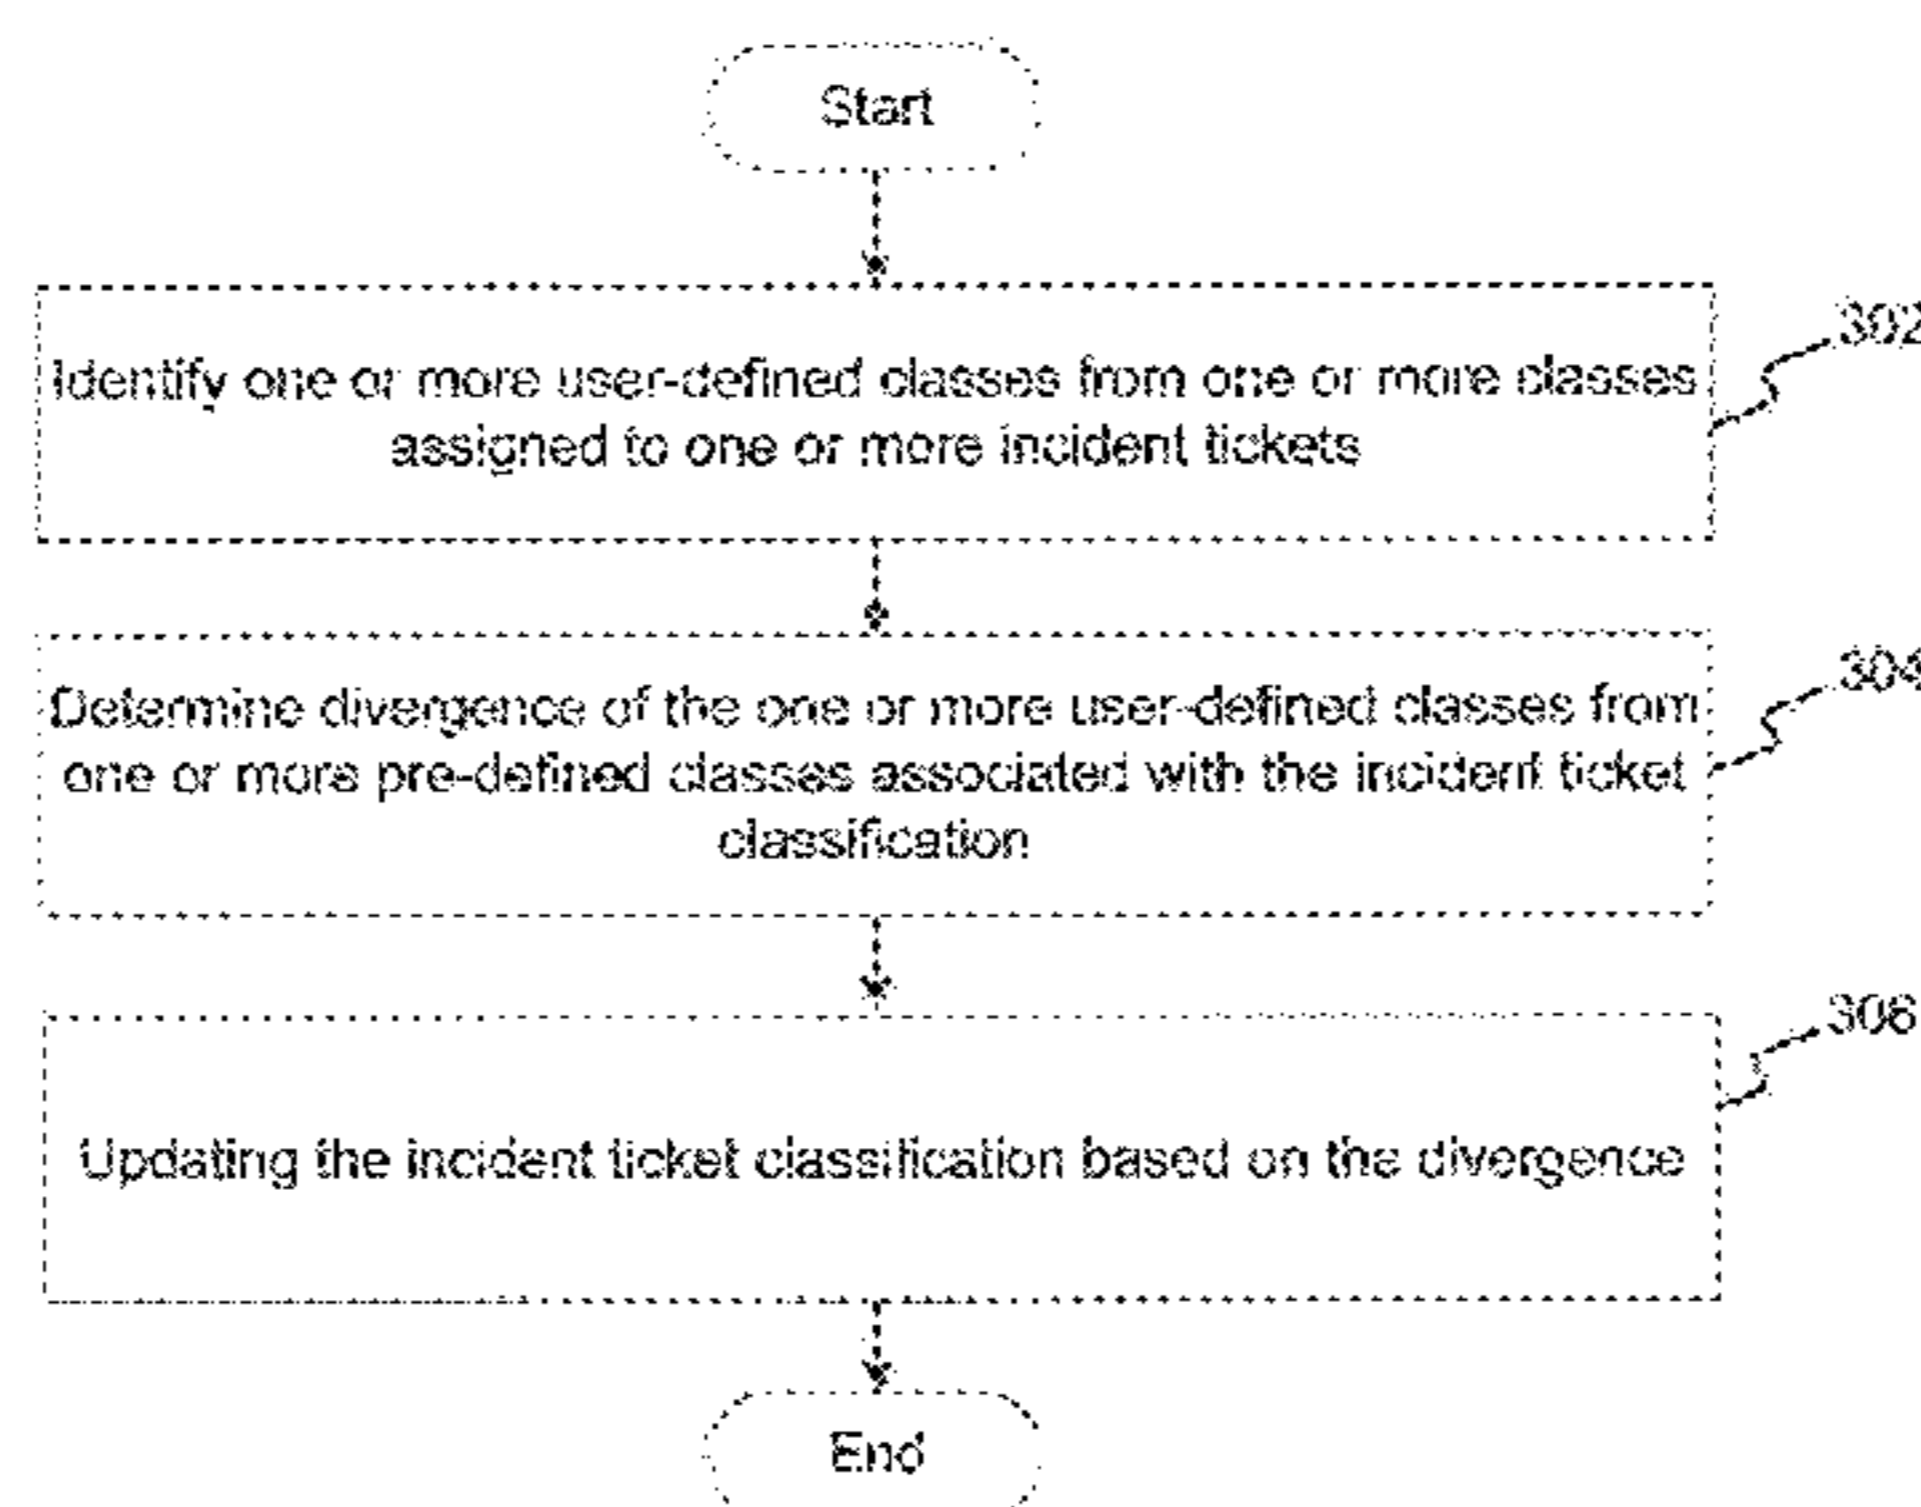 Start
302
Identify one or more user-defined classes from one or more classes
assigned to one or more incident tickets
304
Determine divergence of the one or more user-defined classes from
one or more pre-defined classes associated with the incident ticket
classification
306
Updating the incident ticket classification based on the divergence
End